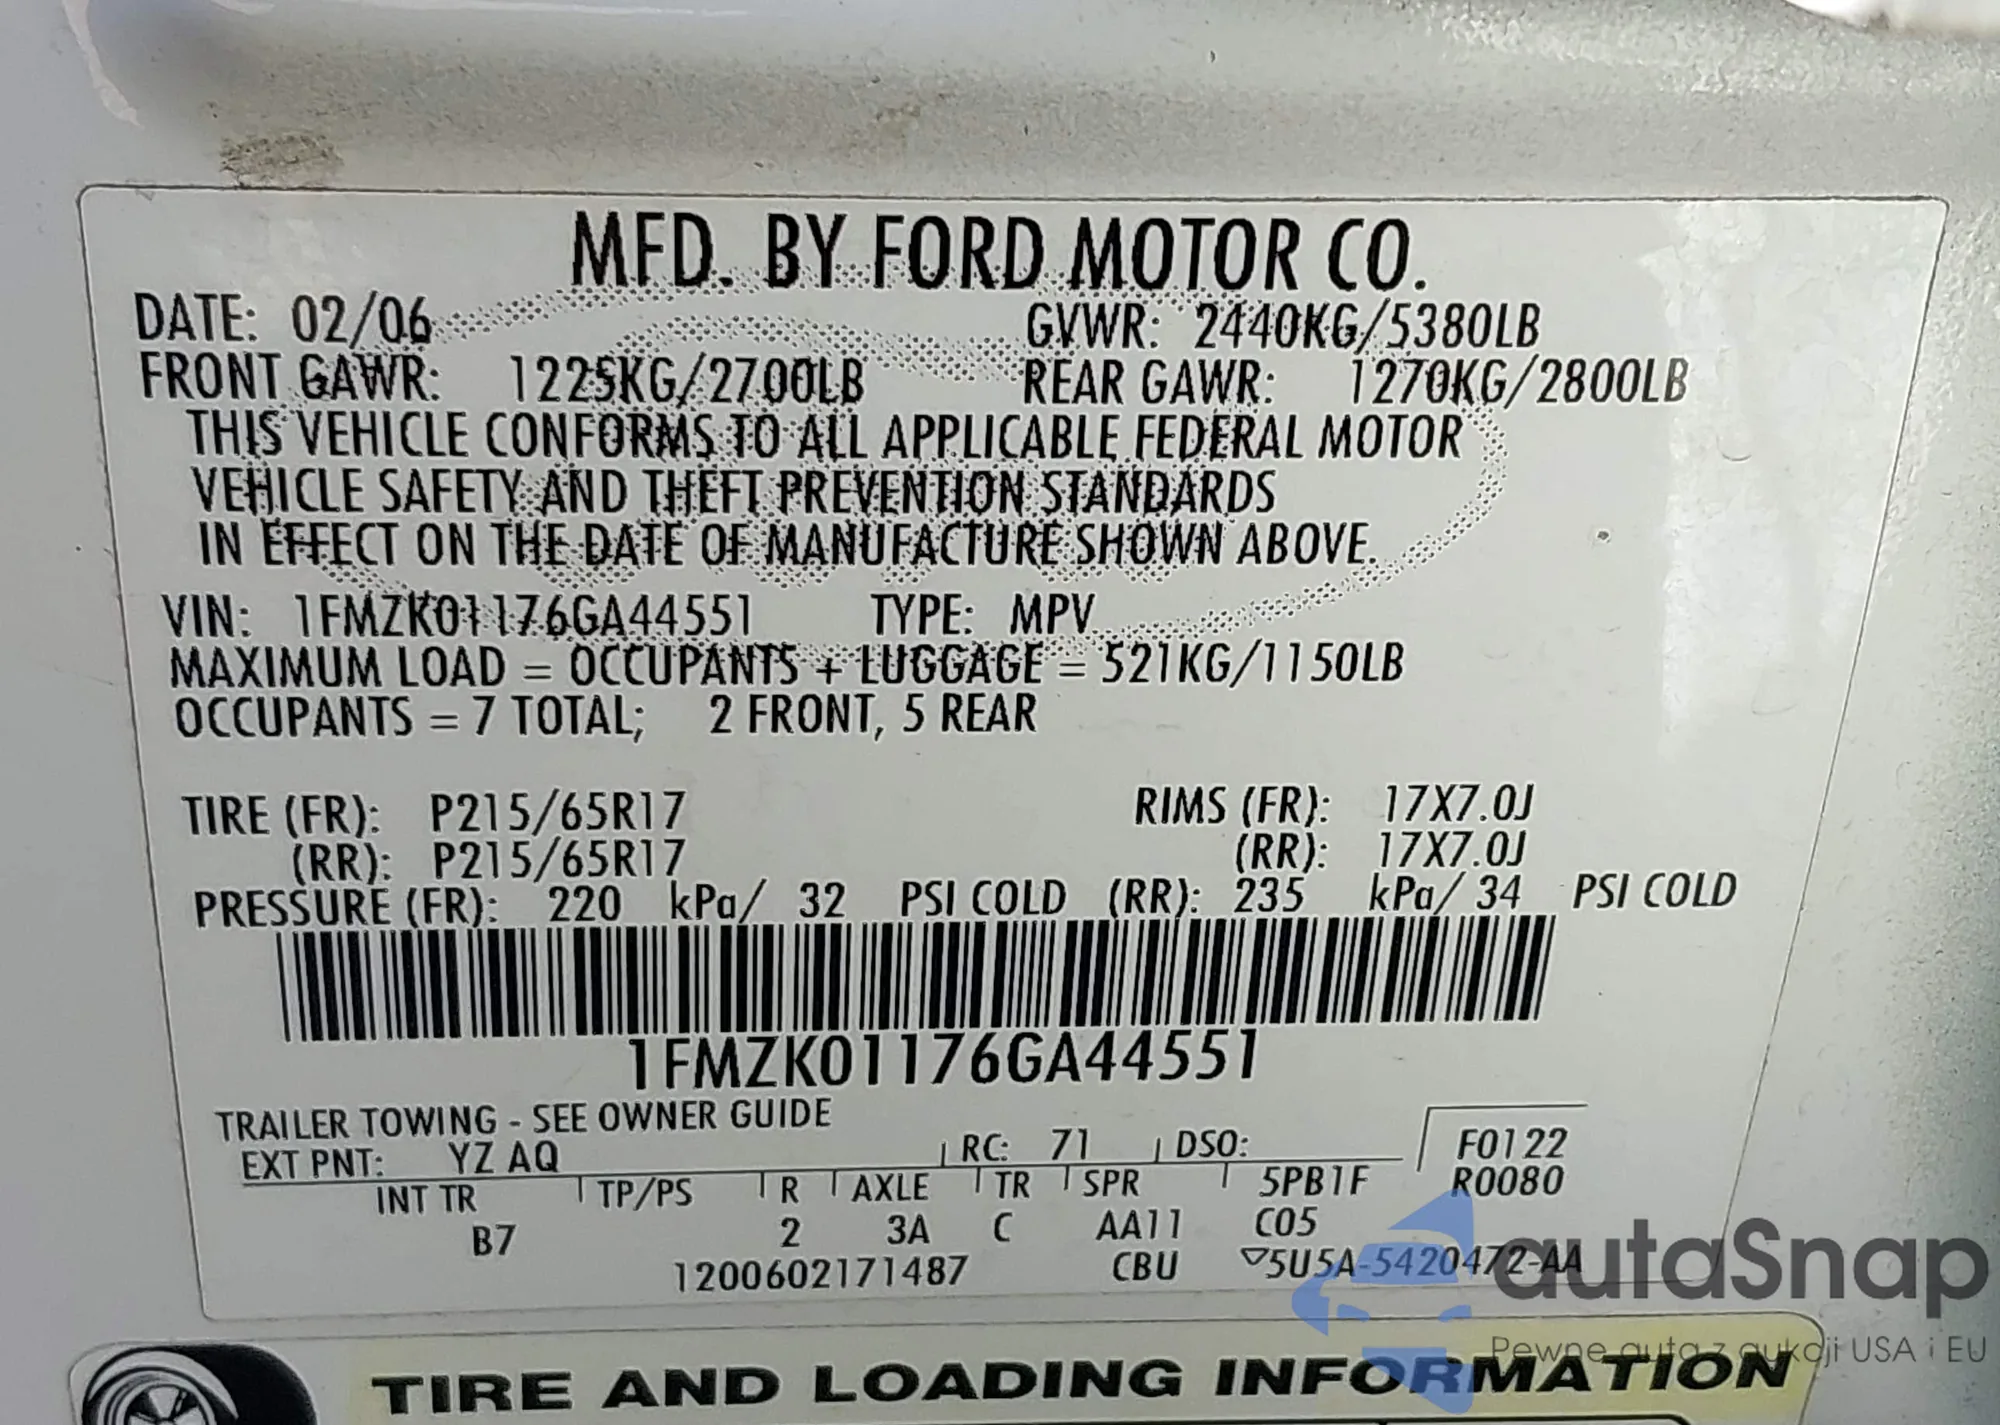 MFD. BY FORD MOTOR CO.
DATE: 02/06 GVWR: 2440KG/5380LB
FRONT GAWR: 1225KG/2700LB REAR GAWR: 1270KG/2800LB
THIS VEHICLE CONFORMS TO ALL APPLICABLE FEDERAL MOTOR
VEHICLE SAFETY AND THEFT PREVENTION STANDARDS
IN EFFECT ON THE DATE OF MANUFACTURE SHOWN ABOVE.
VIN: 1FMZK01176GA44551 TYPE: MPV
MAXIMUM LOAD = OCCUPANTS + LUGGAGE = 521KG/1150LB
OCCUPANTS = 7 TOTAL; 2 FRONT, 5 REAR
TIRE (FR): P215/65R17 RIMS (FR): 17X7.0J
(RR): P215/65R17 (RR): 17X7.0J
PRESSURE (FR): 220 kPa/ 32 PSI COLD (RR): 235 kPa/ 34 PSI COLD
1FMZK01176GA44551
TRAILER TOWING - SEE OWNER GUIDE
EXT PNT: YZ AQ RC: 71 DSO: F0122
INT TR TP/PS R AXLE TR SPR 5PB1F R0080
B7 2 3A C AA11 C05
1200602171487 CBU ▽5U5A-5420472-AA
autaSnap
Pewne auta z aukcji USA i EU
TIRE AND LOADING INFORMATION